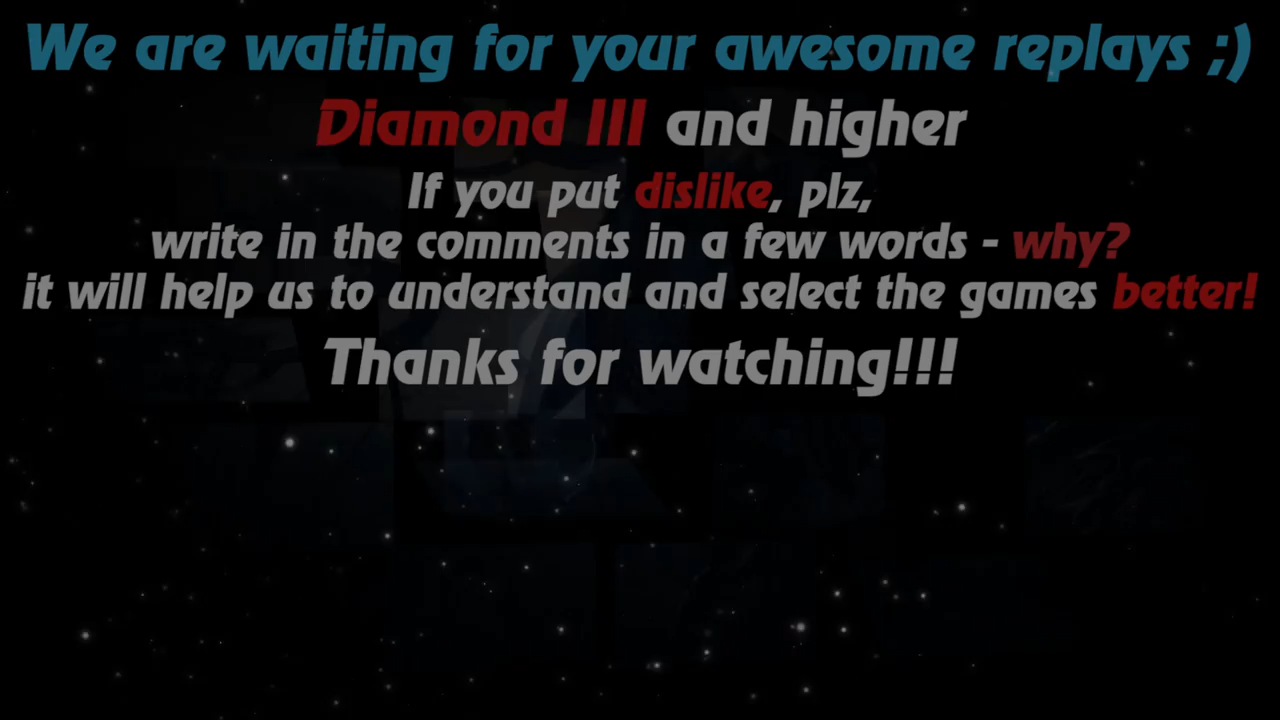 We are waiting for your awesome replays ;)
Diamond III and higher
If you put dislike, plz,
write in the comments in a few words - why?
it will help us to understand and select the games better!
Thanks for watching!!!